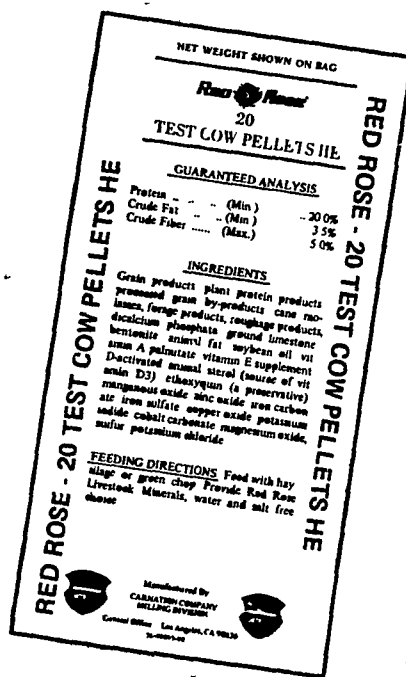 NET WEIGHT SHOWN ON BAG
Red Rose
20
TEST COW PELLETS HE
GUARANTEED ANALYSIS
Protein .. .. .. (Min ) .. 20 0%
Crude Fat .. .. (Min ) 3 5%
Crude Fiber ...... (Max.) 5 0%
INGREDIENTS
Grain products plant protein products
processed grain by-products cane mo-
lasses, forage products, roughage products,
dicalcium phosphate ground limestone
bentonite animal fat soybean oil vit
amin A palmitate vitamin E supplement
D-activated animal sterol (source of vit
amin D3) ethoxyquin (a preservative)
manganous oxide zinc oxide iron carbon
ate iron sulfate copper oxide potassium
iodide cobalt carbonate magnesium oxide,
sulfur potassium chloride
FEEDING DIRECTIONS Feed with hay
silage or green chop Provide Red Rose
Livestock Minerals, water and salt free
choice
Manufactured By
CARNATION COMPANY
MILLING DIVISION
General Office Los Angeles, CA
RED ROSE - 20 TEST COW PELLETS HE
RED ROSE - 20 TEST COW PELLETS HE